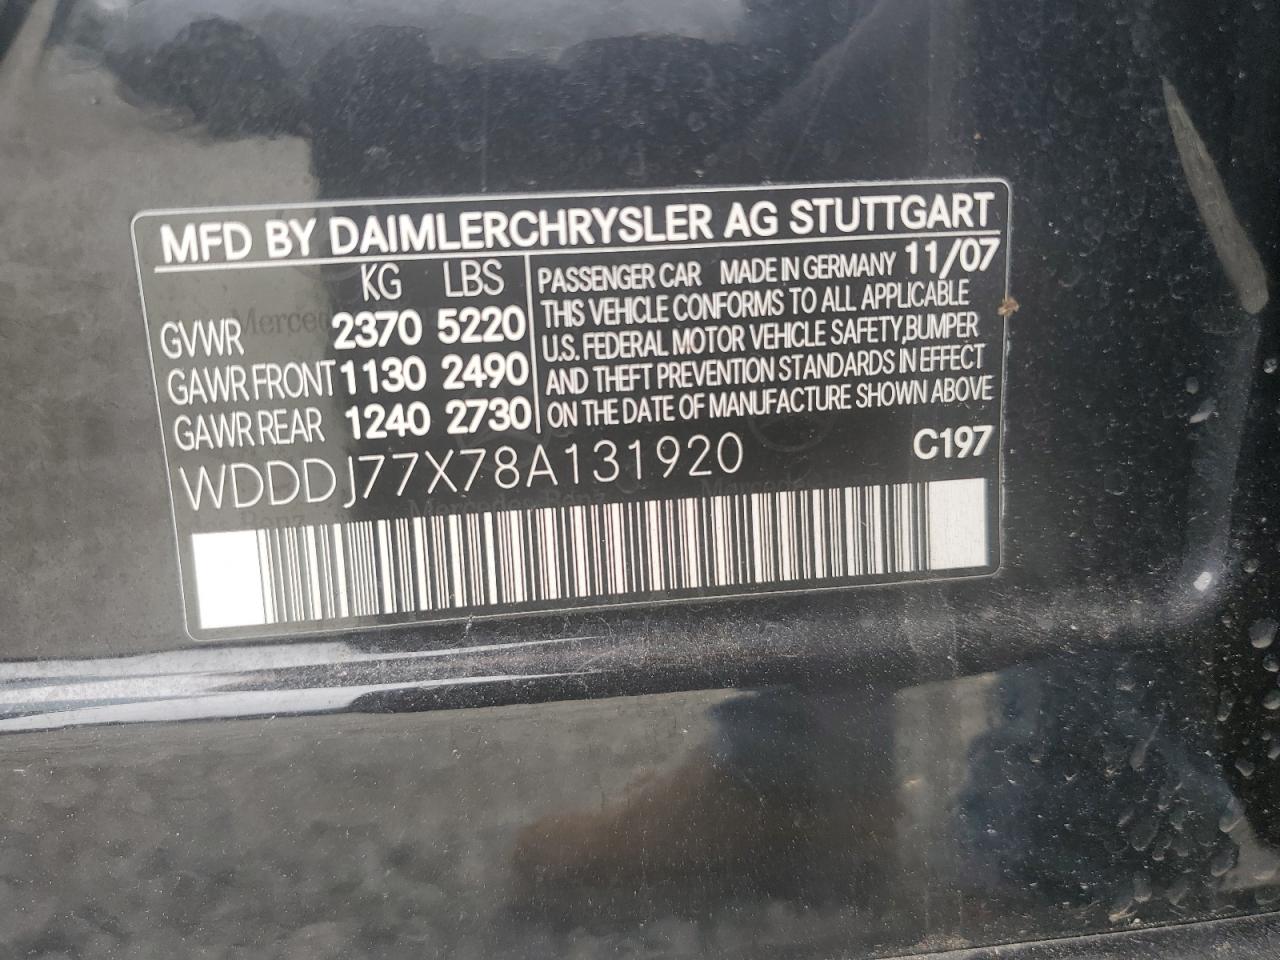 MFD BY DAIMLERCHRYSLER AG STUTTGART
KG LBS
GVWR 2370 5220
GAWR FRONT 1130 2490
GAWR REAR 1240 2730
PASSENGER CAR MADE IN GERMANY 11/07
THIS VEHICLE CONFORMS TO ALL APPLICABLE
U.S. FEDERAL MOTOR VEHICLE SAFETY, BUMPER
AND THEFT PREVENTION STANDARDS IN EFFECT
ON THE DATE OF MANUFACTURE SHOWN ABOVE
WDDDJ77X78A131920 C197